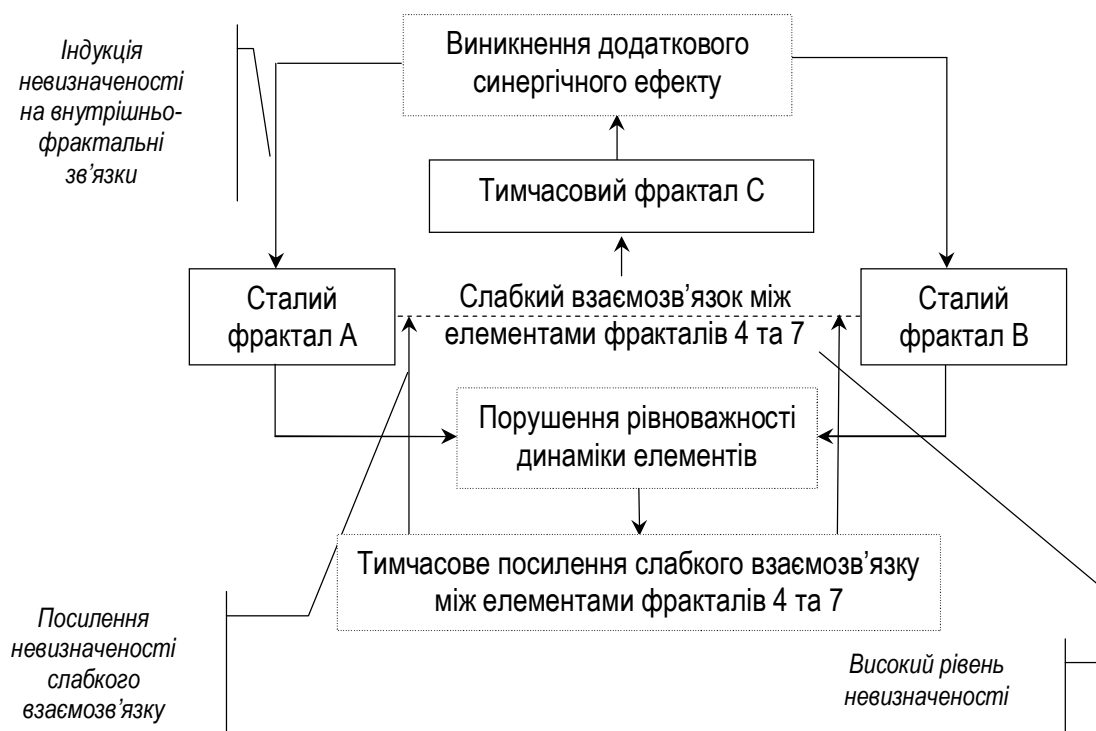 Індукція
невизначеності
на внутрішньо-
фрактальні
зв’язки
Виникнення додаткового
синергічного ефекту
Тимчасовий фрактал С
Сталий
фрактал А
Слабкий взаємозв’язок між
елементами фракталів 4 та 7
Сталий
фрактал В
Порушення рівноважності
динаміки елементів
Тимчасове посилення слабкого взаємозв’язку
між елементами фракталів 4 та 7
Посилення
невизначеності
слабкого
взаємозв’язку
Високий рівень
невизначеності